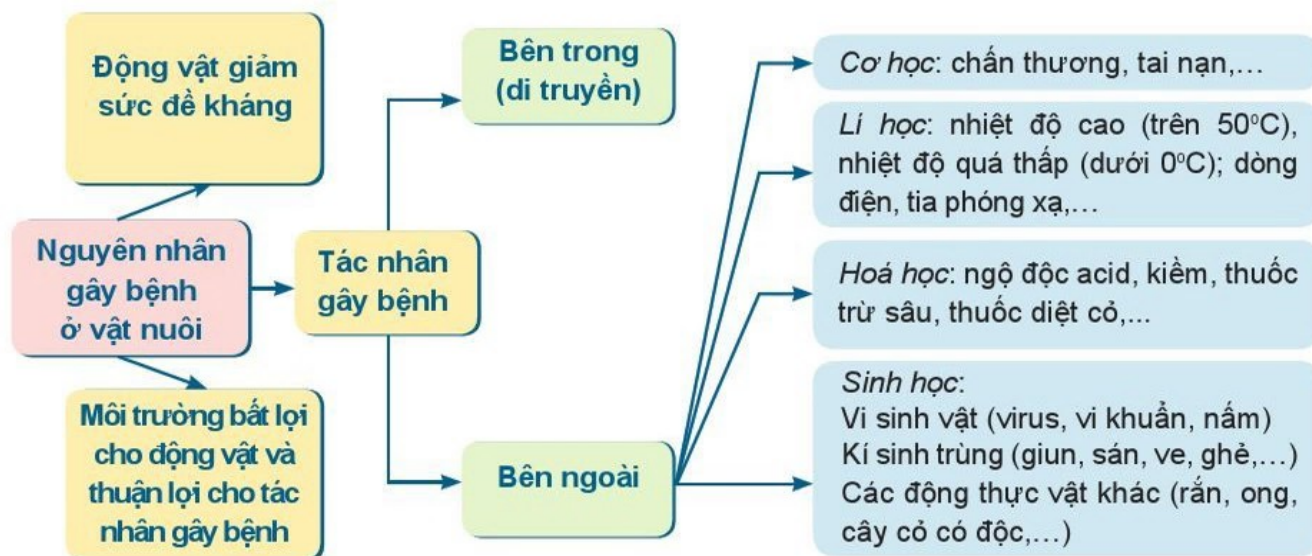 Động vật giảm
sức đề kháng
Nguyên nhân
gây bệnh
ở vật nuôi
Môi trường bất lợi
cho động vật và
thuận lợi cho tác
nhân gây bệnh
Tác nhân
gây bệnh
Bên trong
(di truyền)
Bên ngoài
Cơ học: chấn thương, tai nạn,...
Lí học: nhiệt độ cao (trên 50°C),
nhiệt độ quá thấp (dưới 0°C); dòng
điện, tia phóng xạ,...
Hoá học: ngộ độc acid, kiềm, thuốc
trừ sâu, thuốc diệt cỏ,...
Sinh học:
Vi sinh vật (virus, vi khuẩn, nấm)
Kí sinh trùng (giun, sán, ve, ghẻ,...)
Các động thực vật khác (rắn, ong,
cây cỏ có độc,...)